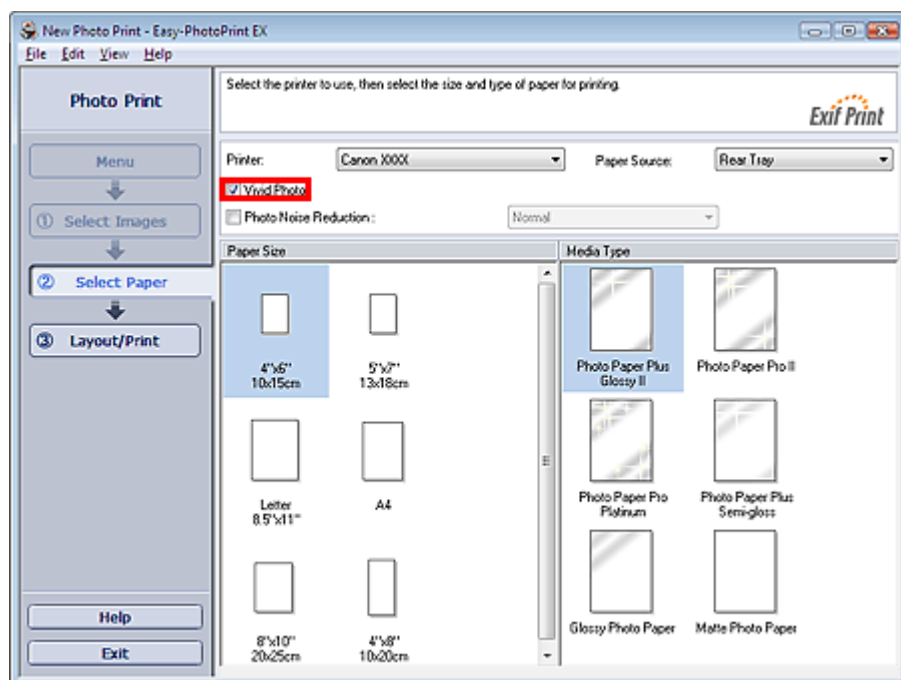 New Photo Print - Easy-PhotoPrint EX
File Edit View Help
Photo Print
Select the printer to use, then select the size and type of paper for printing.
Exif Print
Menu
① Select Images
② Select Paper
③ Layout/Print
Help
Exit
Printer: Canon XXXX Paper Source: Rear Tray
Vivid Photo
Photo Noise Reduction : Normal
Paper Size
4"x6"
10x15cm
5"x7"
13x18cm
Letter
8.5"x11"
A4
8"x10"
20x25cm
4"x8"
10x20cm
Media Type
Photo Paper Plus
Glossy II
Photo Paper Pro II
Photo Paper Pro
Platinum
Photo Paper Plus
Semi-gloss
Glossy Photo Paper
Matte Photo Paper